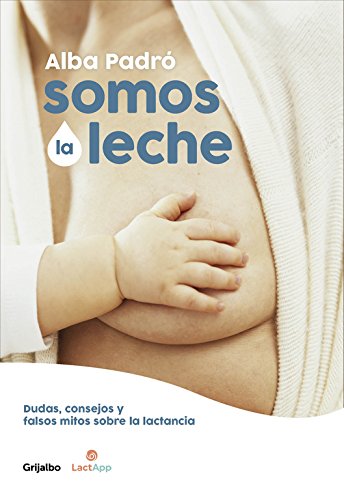 Alba Padró
somos
la leche
Dudas, consejos y
falsos mitos sobre la lactancia
Grijalbo LactApp